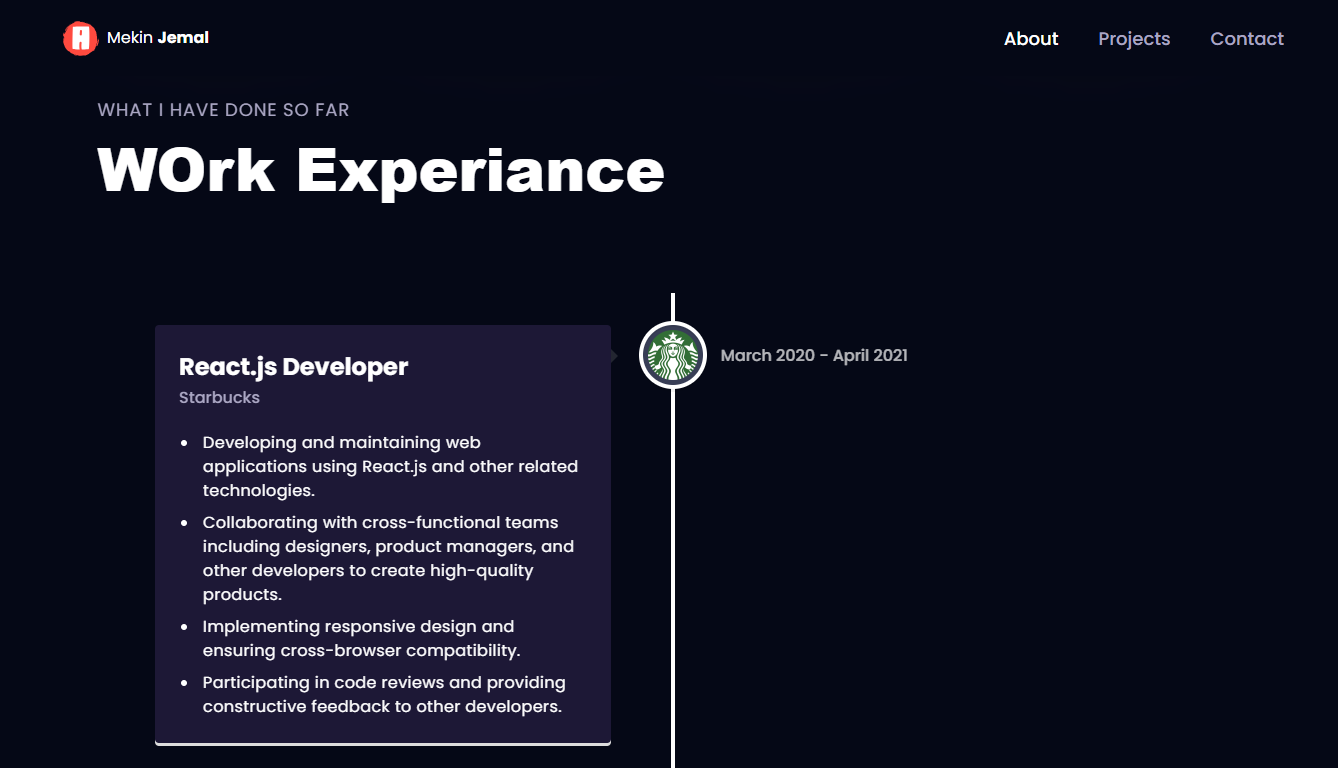 Mekin Jemal
About Projects Contact
WHAT I HAVE DONE SO FAR
WOrk Experiance
React.js Developer
Starbucks
March 2020 - April 2021
• Developing and maintaining web
applications using React.js and other related
technologies.
• Collaborating with cross-functional teams
including designers, product managers, and
other developers to create high-quality
products.
• Implementing responsive design and
ensuring cross-browser compatibility.
• Participating in code reviews and providing
constructive feedback to other developers.